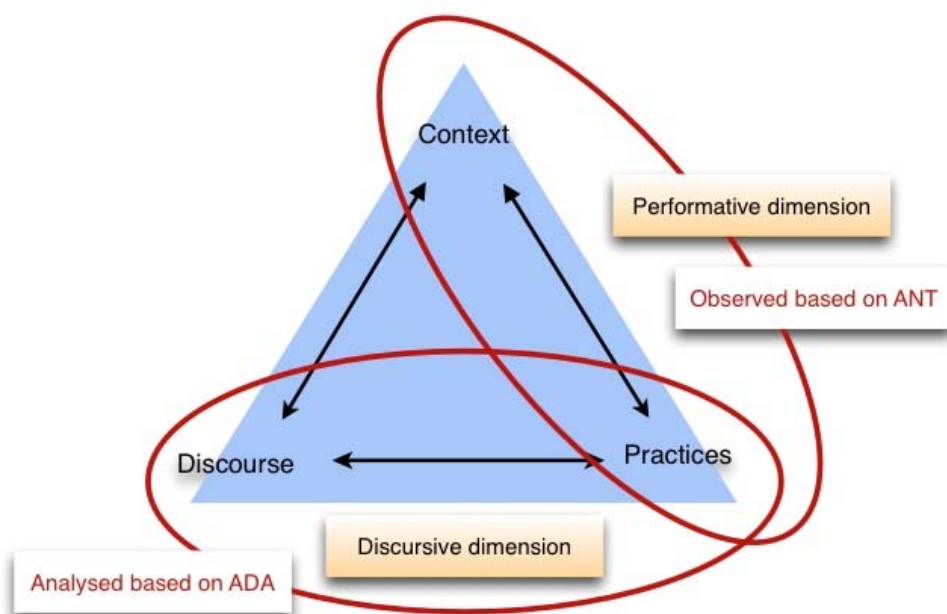 Context
Performative dimension
Observed based on ANT
Discourse
Practices
Discursive dimension
Analysed based on ADA